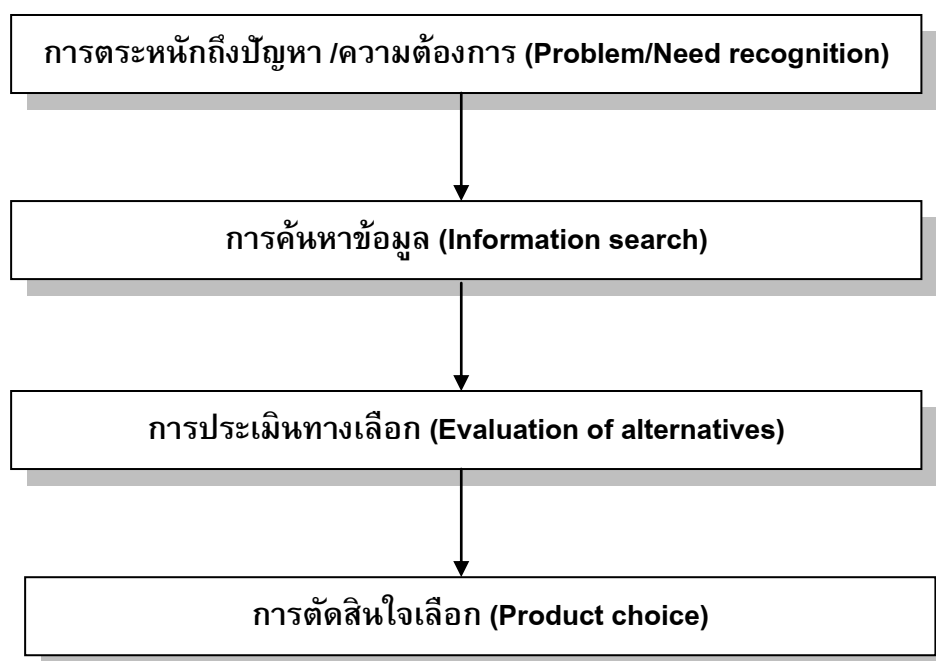 การตระหนักถึงปัญหา /ความต้องการ (Problem/Need recognition)
การค้นหาข้อมูล (Information search)
การประเมินทางเลือก (Evaluation of alternatives)
การตัดสินใจเลือก (Product choice)